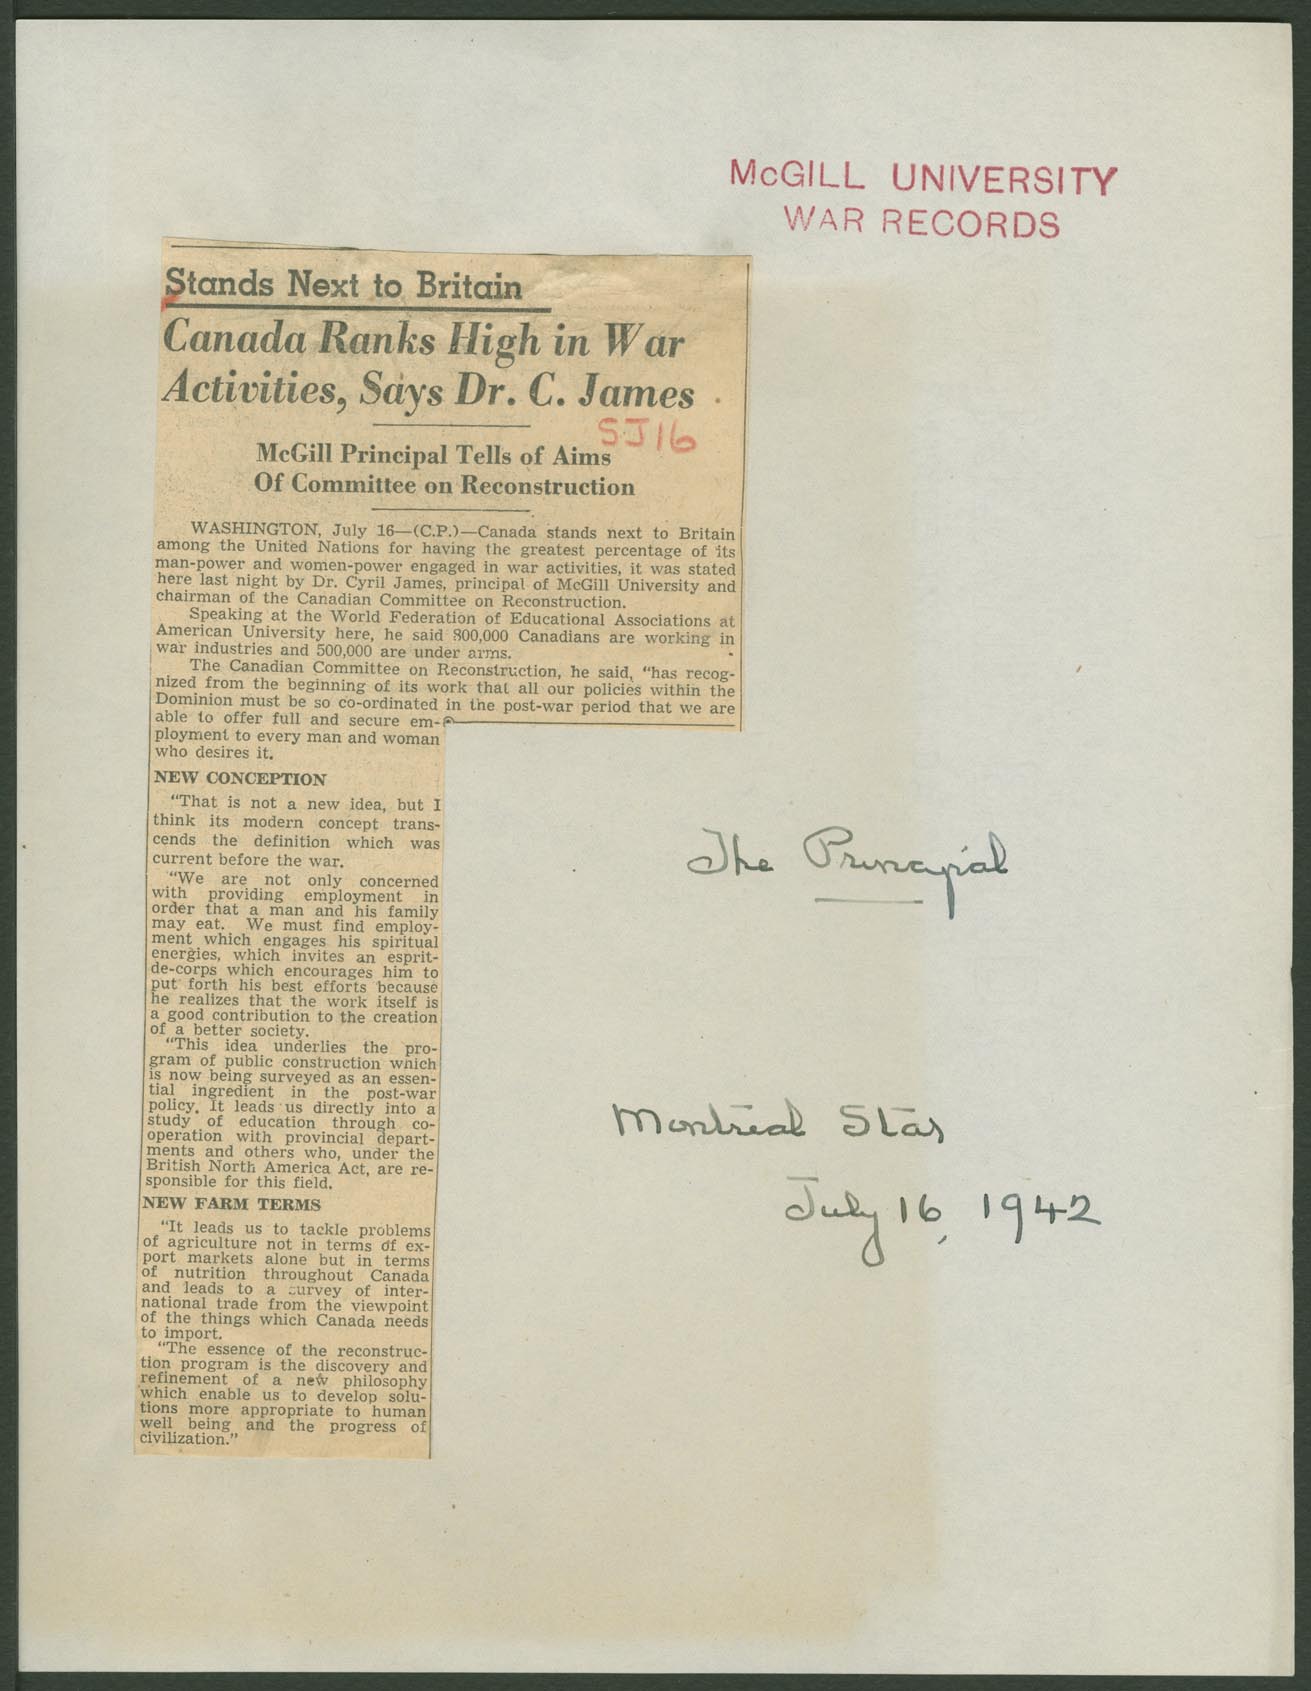 McGILL UNIVERSITY
WAR RECORDS
Stands Next to Britain
Canada Ranks High in War
Activities, Says Dr. C. James
SJ16
McGill Principal Tells of Aims
Of Committee on Reconstruction
WASHINGTON, July 16—(C.P.)—Canada stands next to Britain
among the United Nations for having the greatest percentage of its
man-power and women-power engaged in war activities, it was stated
here last night by Dr. Cyril James, principal of McGill University and
chairman of the Canadian Committee on Reconstruction.
Speaking at the World Federation of Educational Associations at
American University here, he said 800,000 Canadians are working in
war industries and 500,000 are under arms.
The Canadian Committee on Reconstruction, he said, "has recog-
nized from the beginning of its work that all our policies within the
Dominion must be so co-ordinated in the post-war period that we are
able to offer full and secure em-
ployment to every man and woman
who desires it.
NEW CONCEPTION
"That is not a new idea, but I
think its modern concept trans-
cends the definition which was
current before the war.
"We are not only concerned
with providing employment in
order that a man and his family
may eat. We must find employ-
ment which engages his spiritual
energies, which invites an esprit-
de-corps which encourages him to
put forth his best efforts because
he realizes that the work itself is
a good contribution to the creation
of a better society.
"This idea underlies the pro-
gram of public construction which
is now being surveyed as an essen-
tial ingredient in the post-war
policy. It leads us directly into a
study of education through co-
operation with provincial depart-
ments and others who, under the
British North America Act, are re-
sponsible for this field.
NEW FARM TERMS
"It leads us to tackle problems
of agriculture not in terms of ex-
port markets alone but in terms
of nutrition throughout Canada
and leads to a survey of inter-
national trade from the viewpoint
of the things which Canada needs
to import.
"The essence of the reconstruc-
tion program is the discovery and
refinement of a new philosophy
which enable us to develop solu-
tions more appropriate to human
well being and the progress of
civilization."
The Principal
Montreal Star
July 16, 1942